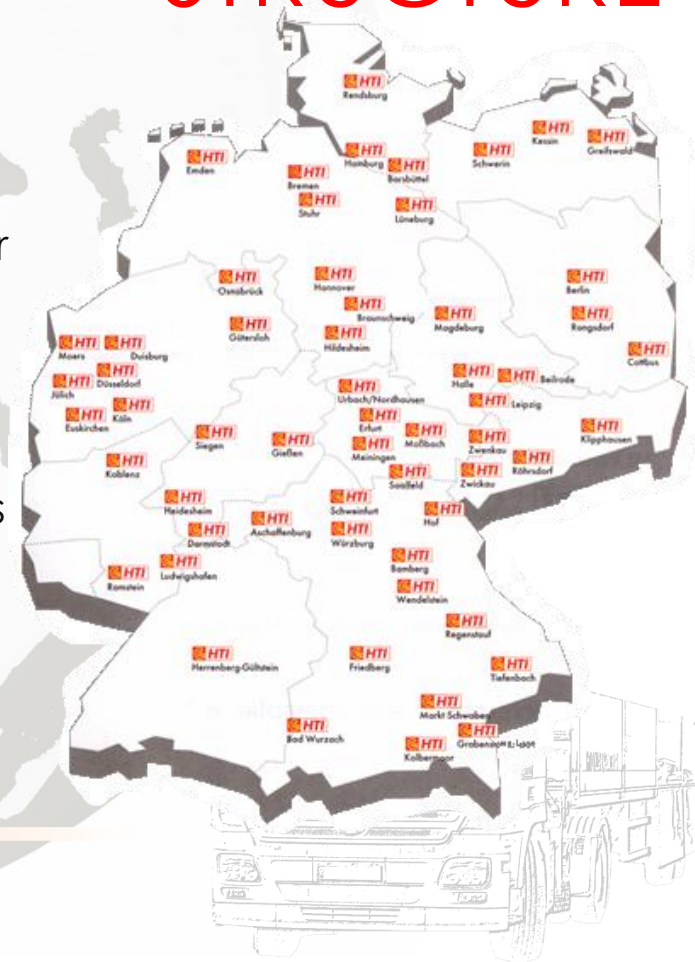 STRUCTURE
r
s
HTI Rendsburg
HTI Hamburg
HTI Barsbüttel
HTI Schwerin
HTI Kessin
HTI Greifswald
HTI Emden
HTI Bremen
HTI Stuhr
HTI Lüneburg
HTI Osnabrück
HTI Hannover
HTI Braunschweig
HTI Hildesheim
HTI Magdeburg
HTI Berlin
HTI Rangsdorf
HTI Cottbus
HTI Gütersloh
HTI Moers
HTI Duisburg
HTI Düsseldorf
HTI Jülich
HTI Köln
HTI Euskirchen
HTI Urbach/Nordhausen
HTI Halle
HTI Beilrode
HTI Leipzig
HTI Erfurt
HTI Meiningen
HTI Moßbach
HTI Zwenkau
HTI Klipphausen
HTI Röhrsdorf
HTI Zwickau
HTI Saalfeld
HTI Siegen
HTI Gießen
HTI Koblenz
HTI Heidesheim
HTI Darmstadt
HTI Aschaffenburg
HTI Schweinfurt
HTI Würzburg
HTI Hof
HTI Ludwigshafen
HTI Ramstein
HTI Bamberg
HTI Wendelstein
HTI Regenstauf
HTI Herrenberg-Gültstein
HTI Friedberg
HTI Tiefenbach
HTI Markt Schwaben
HTI Bad Wurzach
HTI Kolbermoor
HTI